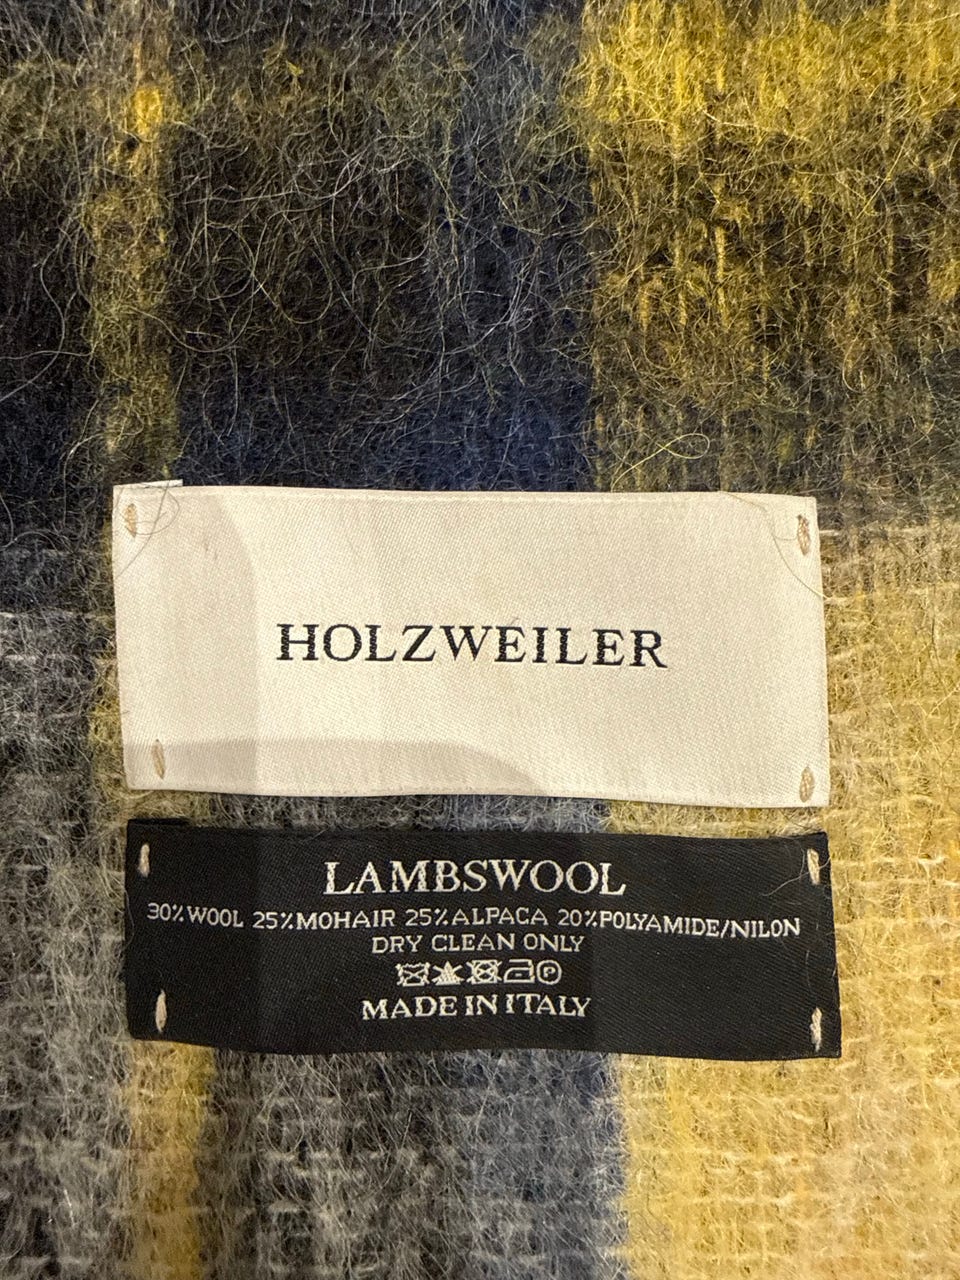 HOLZWEILER
LAMBSWOOL
30%WOOL 25%MOHAIR 25%ALPACA 20%POLYAMIDE/NILON
DRY CLEAN ONLY
MADE IN ITALY